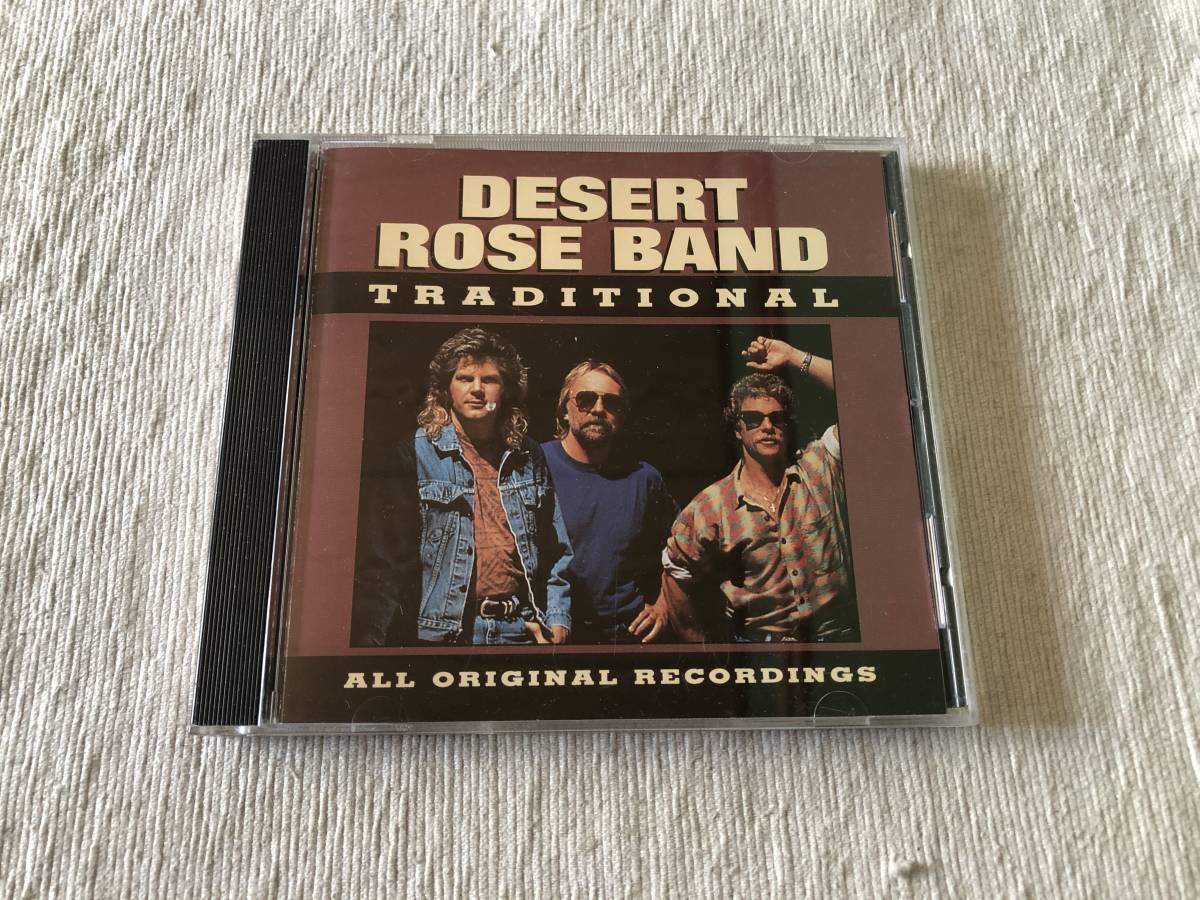 DESERT
ROSE BAND
TRADITIONAL
ALL ORIGINAL RECORDINGS